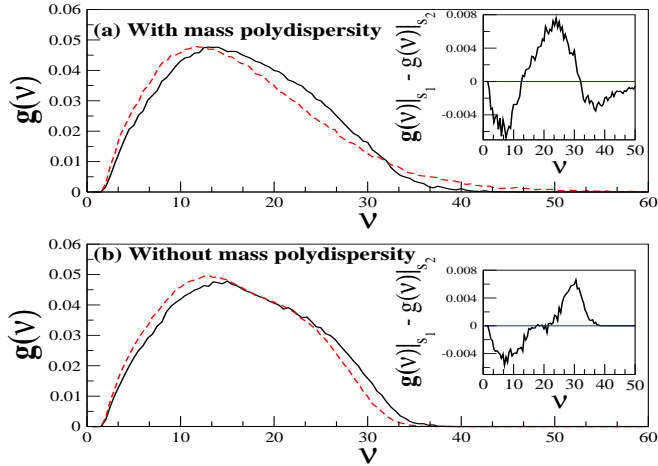 (a) With mass polydispersity
g(ν)
0.06
0.05
0.04
0.03
0.02
0.01
0
0 10 20 30 40 50 60
ν
g(ν)|s₁ - g(ν)|s₂
0.008
0.004
0
-0.004
0 10 20 30 40 50
ν
(b) Without mass polydispersity
g(ν)
0.06
0.05
0.04
0.03
0.02
0.01
0
0 10 20 30 40 50 60
ν
g(ν)|s₁ - g(ν)|s₂
0.008
0.004
0
-0.004
0 10 20 30 40 50
ν